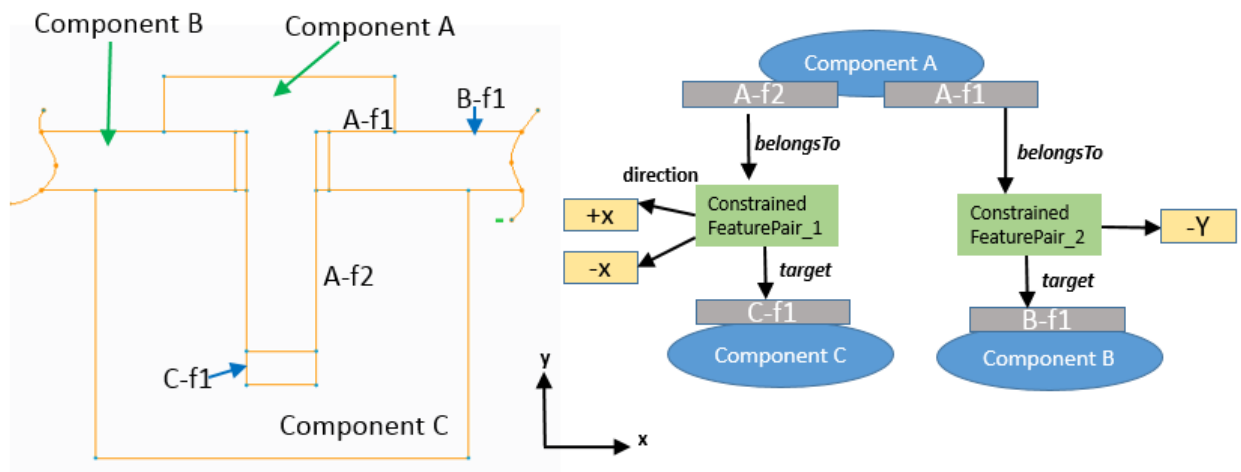 Component B
Component A
B-f1
A-f1
A-f2
C-f1
Component C
Component A
A-f2
A-f1
belongsTo
belongsTo
direction
Constrained
FeaturePair_1
Constrained
FeaturePair_2
+x
-x
-Y
target
target
C-f1
B-f1
Component C
Component B
y
x